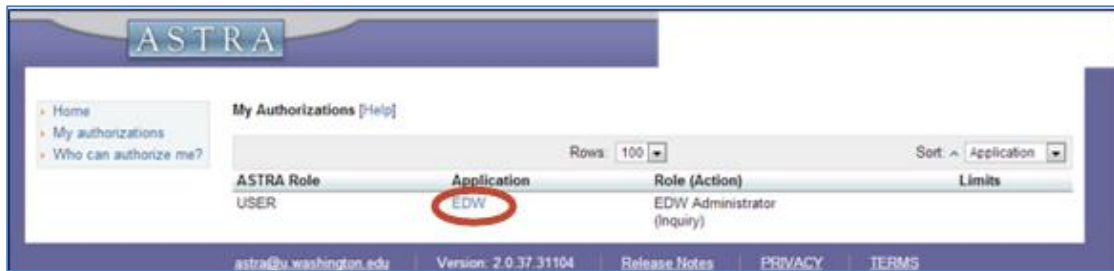 ASTRA
Home
My authorizations
Who can authorize me?
My Authorizations [Help]
Rows: 100 Sort: Application
ASTRA Role Application Role (Action) Limits
USER EDW EDW Administrator
(Inquiry)
astra@u.washington.edu Version: 2.0.37.31104 Release Notes PRIVACY TERMS